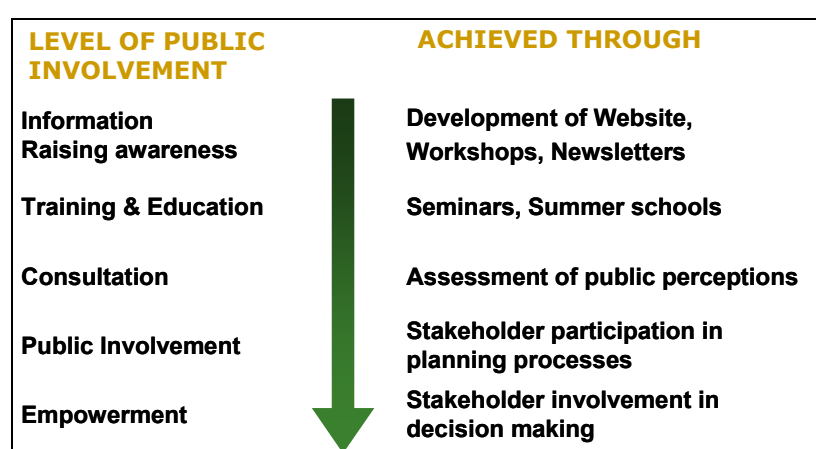 LEVEL OF PUBLIC
INVOLVEMENT
ACHIEVED THROUGH
Information
Raising awareness
Development of Website,
Workshops, Newsletters
Training & Education
Seminars, Summer schools
Consultation
Assessment of public perceptions
Public Involvement
Stakeholder participation in
planning processes
Empowerment
Stakeholder involvement in
decision making